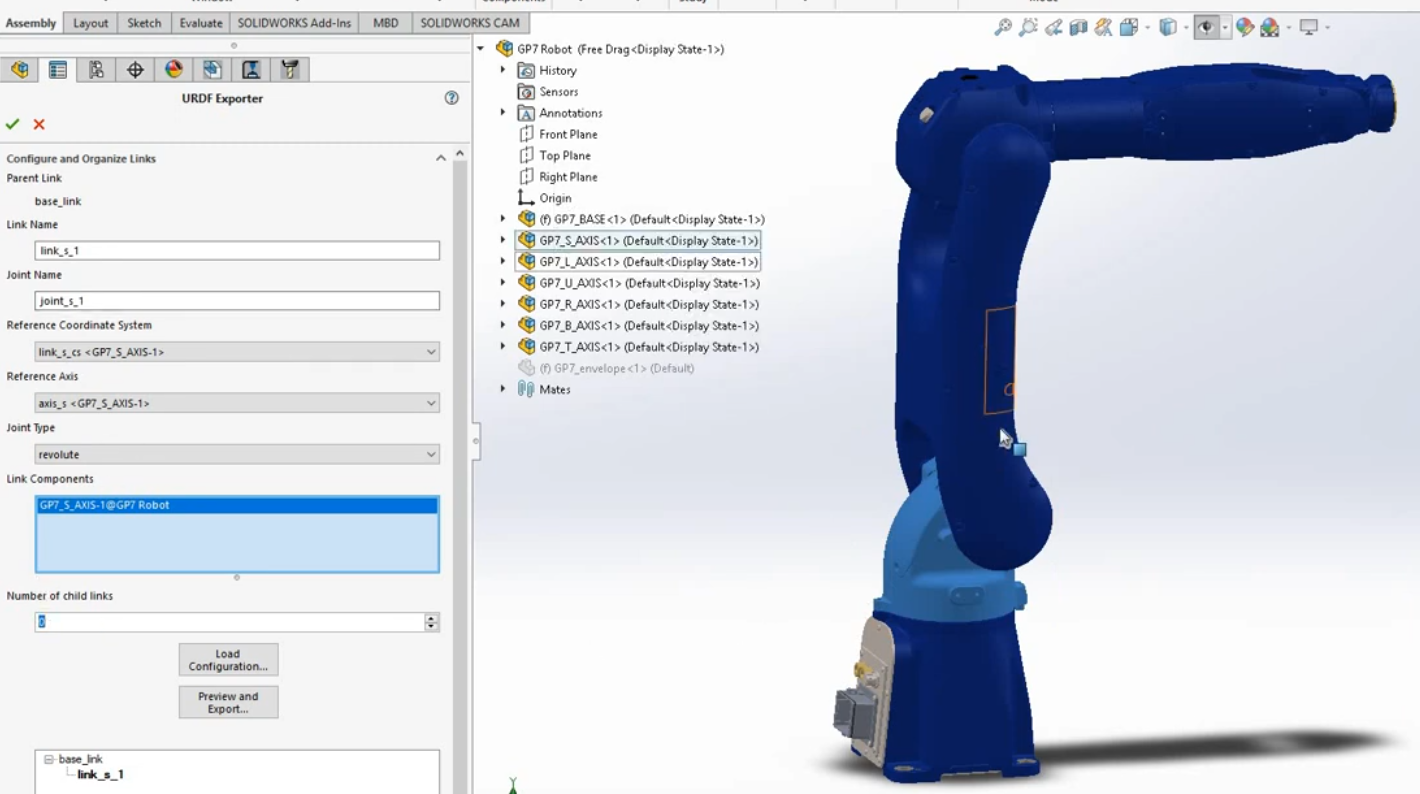 Assembly
Layout
Sketch
Evaluate
SOLIDWORKS Add-Ins
MBD
SOLIDWORKS CAM
URDF Exporter
Configure and Organize Links
Parent Link
base_link
Link Name
link_s_1
Joint Name
joint_s_1
Reference Coordinate System
link_s_cs <GP7_S_AXIS-1>
Reference Axis
axis_s <GP7_S_AXIS-1>
Joint Type
revolute
Link Components
GP7_S_AXIS-1@GP7 Robot
Number of child links
0
Load
Configuration...
Preview and
Export...
base_link
link_s_1
GP7 Robot (Free Drag<Display State-1>)
History
Sensors
Annotations
Front Plane
Top Plane
Right Plane
Origin
(f) GP7_BASE<1> (Default<Display State-1>)
GP7_S_AXIS<1> (Default<Display State-1>)
GP7_L_AXIS<1> (Default<Display State-1>)
GP7_U_AXIS<1> (Default<Display State-1>)
GP7_R_AXIS<1> (Default<Display State-1>)
GP7_B_AXIS<1> (Default<Display State-1>)
GP7_T_AXIS<1> (Default<Display State-1>)
(f) GP7_envelope<1> (Default)
Mates